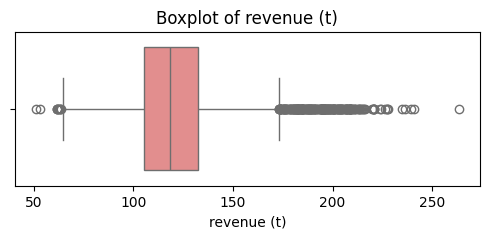 Boxplot of revenue (t)
50 100 150 200 250
revenue (t)